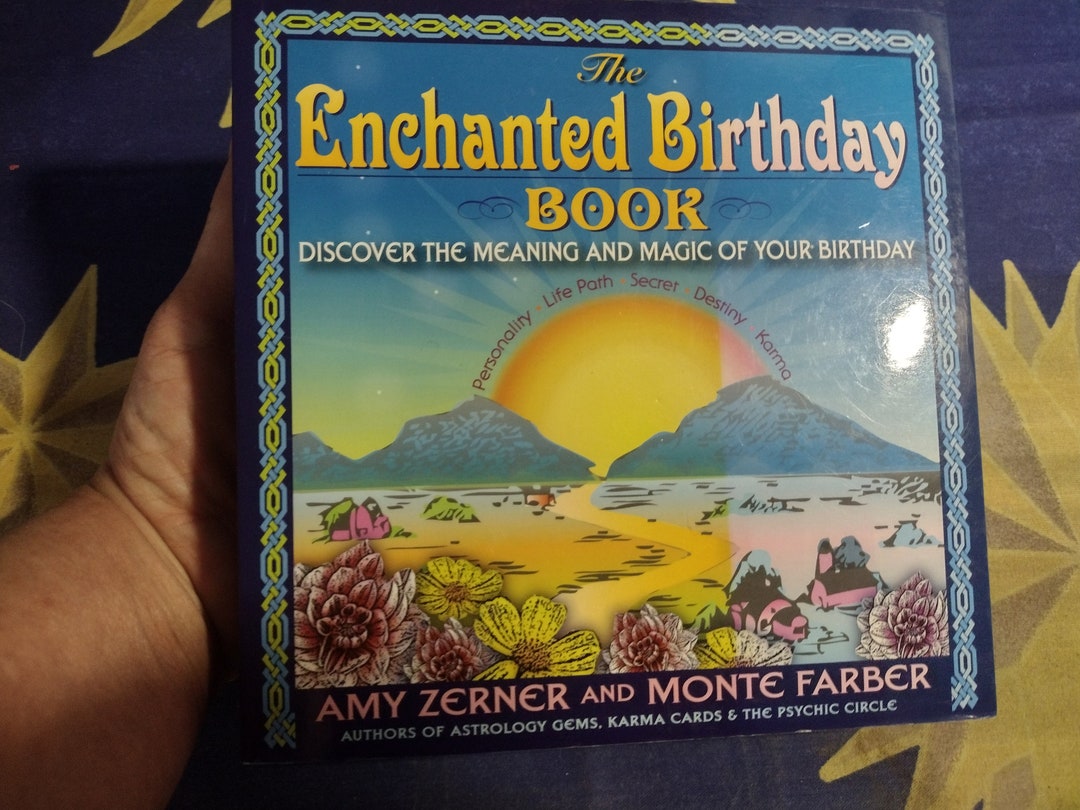 The
Enchanted Birthday
BOOK
DISCOVER THE MEANING AND MAGIC OF YOUR BIRTHDAY
Personality • Life Path • Secret • Destiny • Karma
AMY ZERNER AND MONTE FARBER
AUTHORS OF ASTROLOGY GEMS, KARMA CARDS & THE PSYCHIC CIRCLE